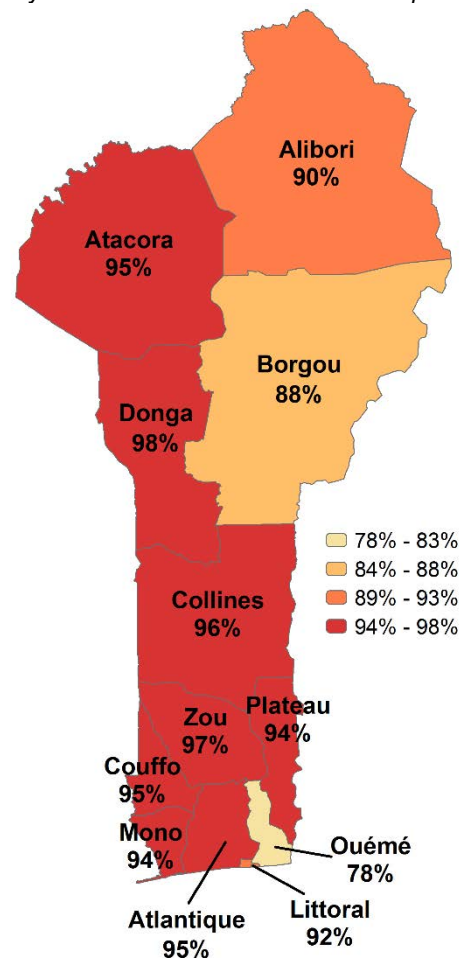 Alibori
90%
Atacora
95%
Borgou
88%
Donga
98%
78% - 83%
84% - 88%
89% - 93%
94% - 98%
Collines
96%
Plateau
94%
Zou
97%
Couffo
95%
Mono
94%
Ouémé
78%
Littoral
92%
Atlantique
95%